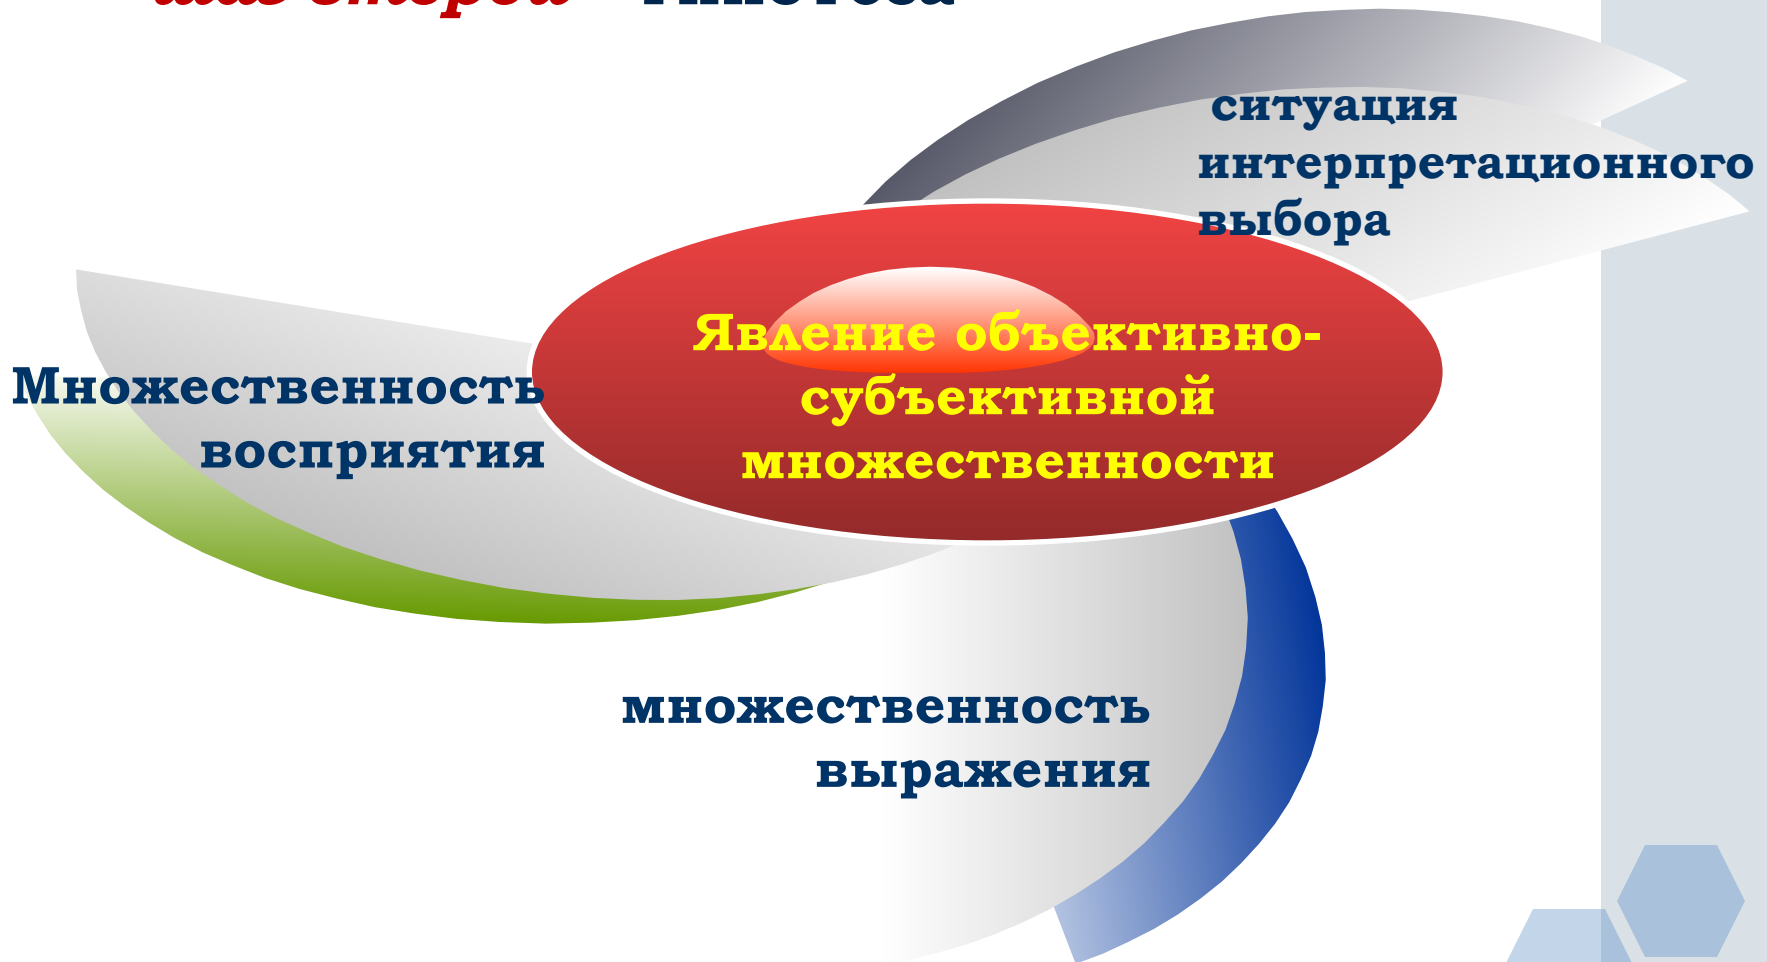 ситуация
интерпретационного
выбора
Явление объективно-
субъективной
множественности
Множественность
восприятия
множественность
выражения